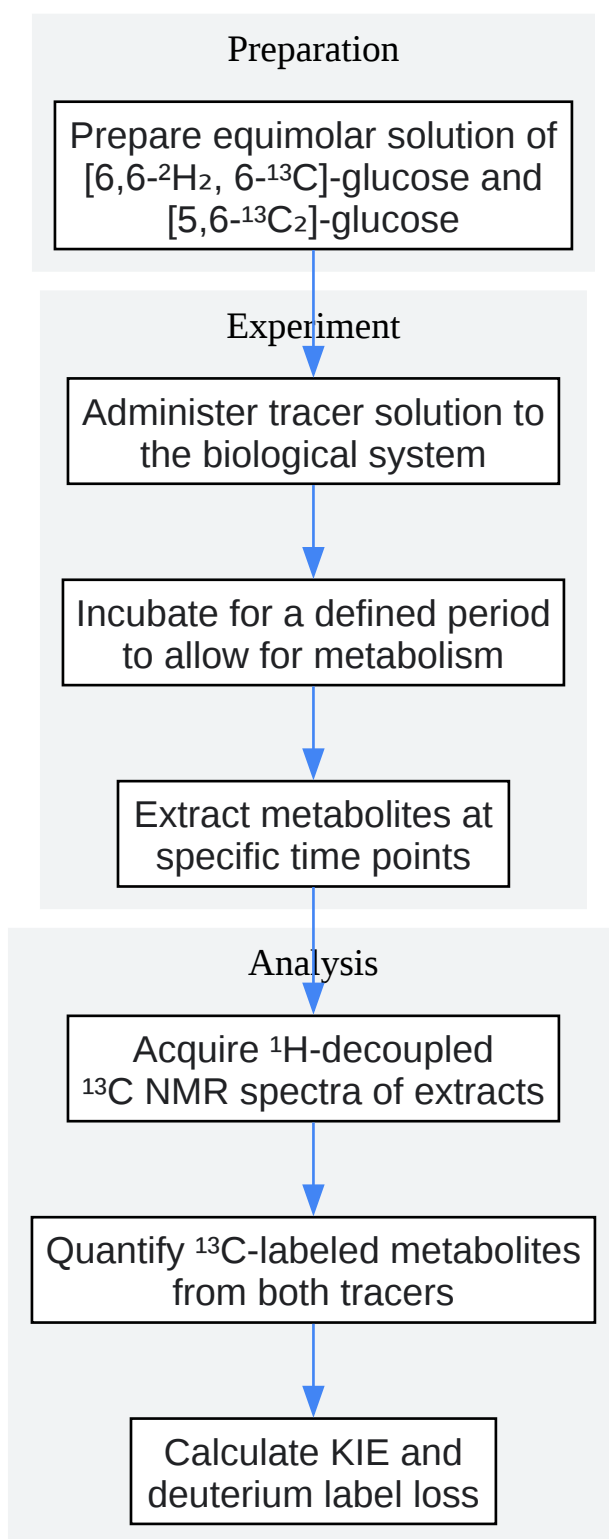 Preparation
Prepare equimolar solution of
[6,6-²H₂, 6-¹³C]-glucose and
[5,6-¹³C₂]-glucose
Experiment
Administer tracer solution to
the biological system
Incubate for a defined period
to allow for metabolism
Extract metabolites at
specific time points
Analysis
Acquire ¹H-decoupled
¹³C NMR spectra of extracts
Quantify ¹³C-labeled metabolites
from both tracers
Calculate KIE and
deuterium label loss